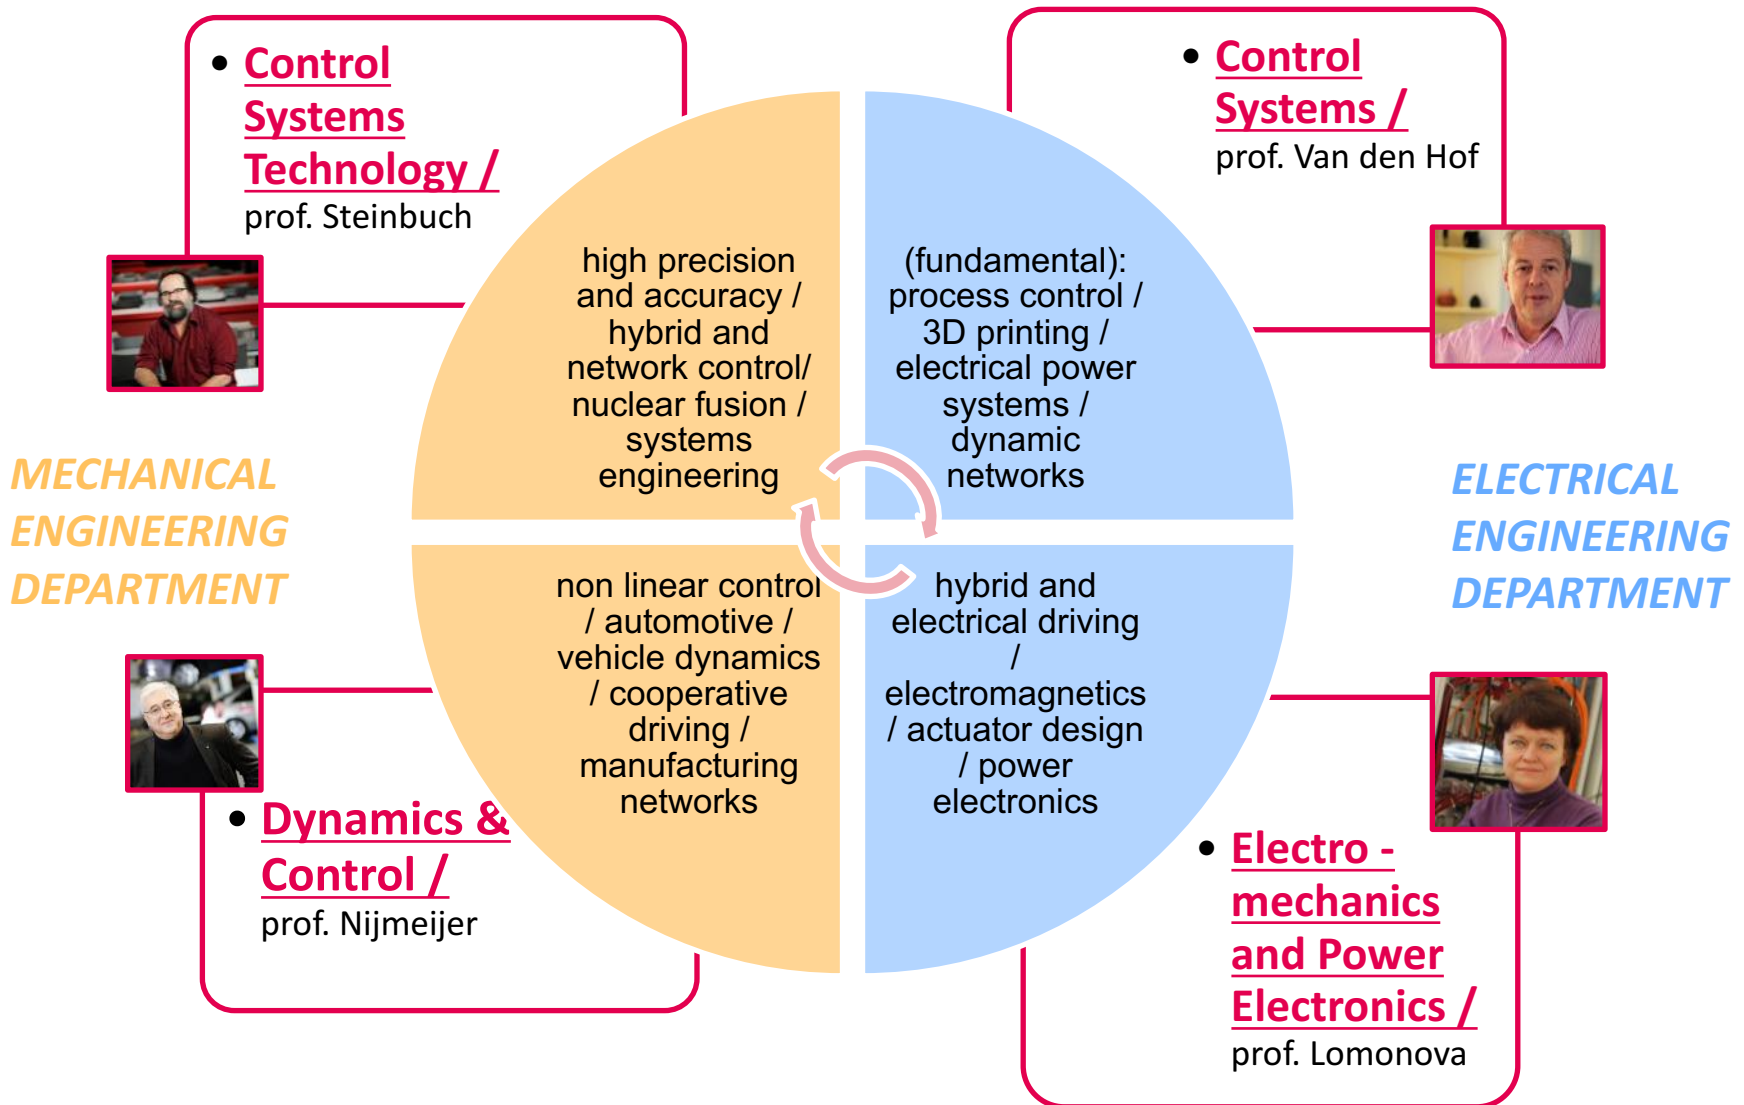 • Control
Systems
Technology /
prof. Steinbuch
• Control
Systems /
prof. Van den Hof
high precision
and accuracy /
hybrid and
network control/
nuclear fusion /
systems
engineering
(fundamental):
process control /
3D printing /
electrical power
systems /
dynamic
networks
MECHANICAL
ENGINEERING
DEPARTMENT
ELECTRICAL
ENGINEERING
DEPARTMENT
non linear control
/ automotive /
vehicle dynamics
/ cooperative
driving /
manufacturing
networks
hybrid and
electrical driving
/
electromagnetics
/ actuator design
/ power
electronics
• Dynamics &
Control /
prof. Nijmeijer
• Electro -
mechanics
and Power
Electronics /
prof. Lomonova